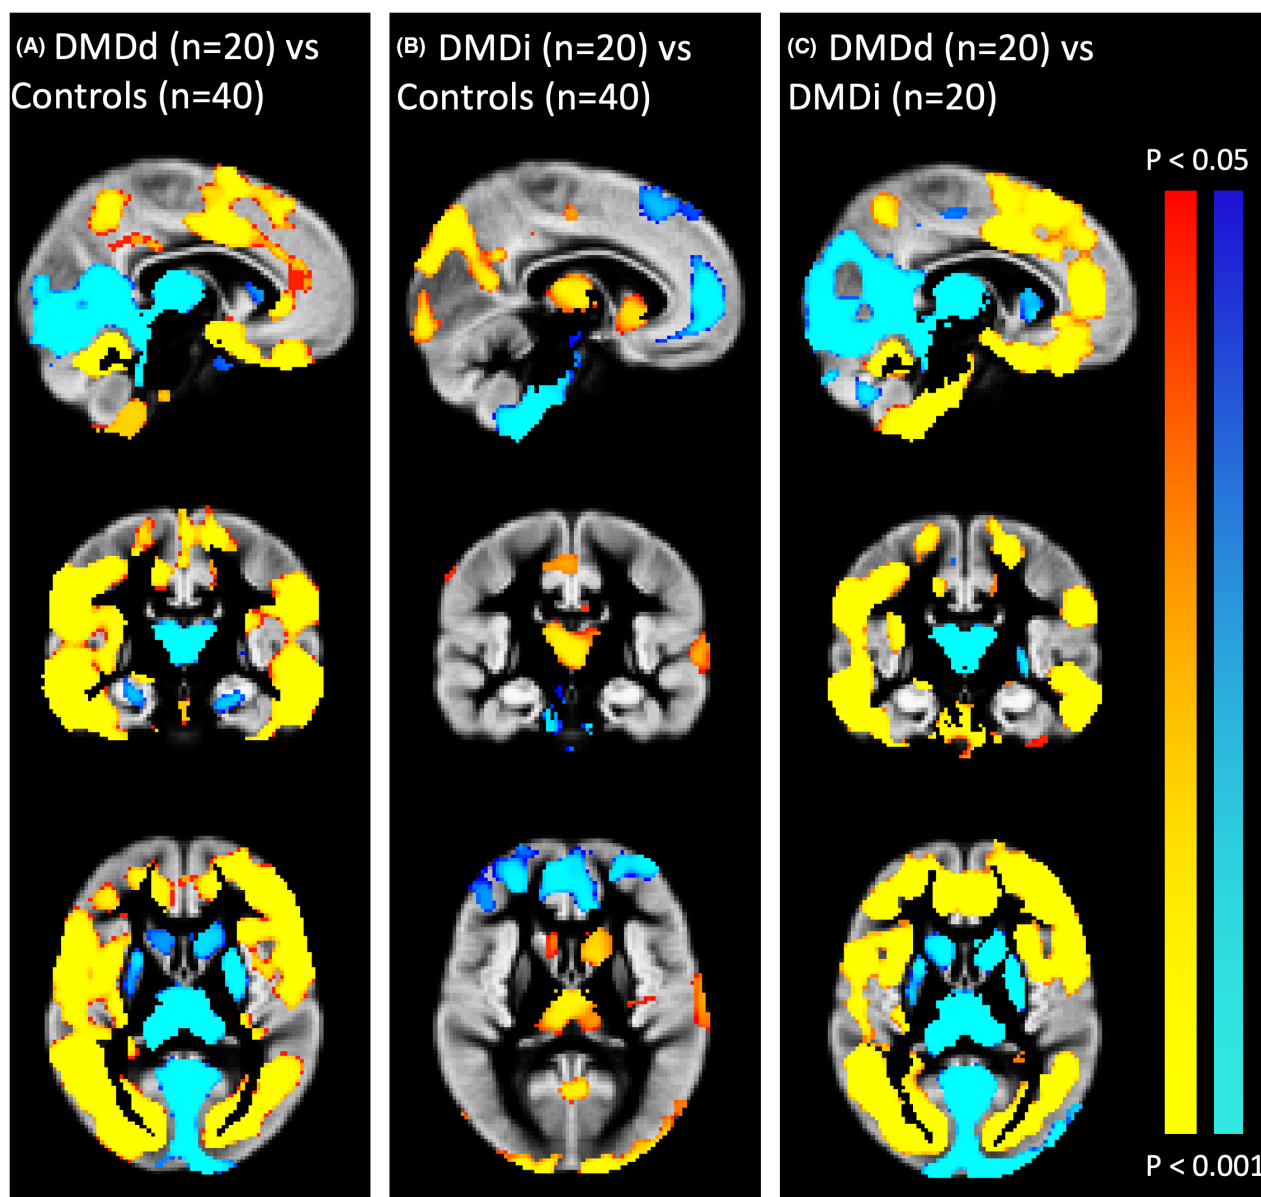 (A) DMDd (n=20) vs
Controls (n=40)
(B) DMDi (n=20) vs
Controls (n=40)
(C) DMDd (n=20) vs
DMDi (n=20)
P < 0.05
P < 0.001